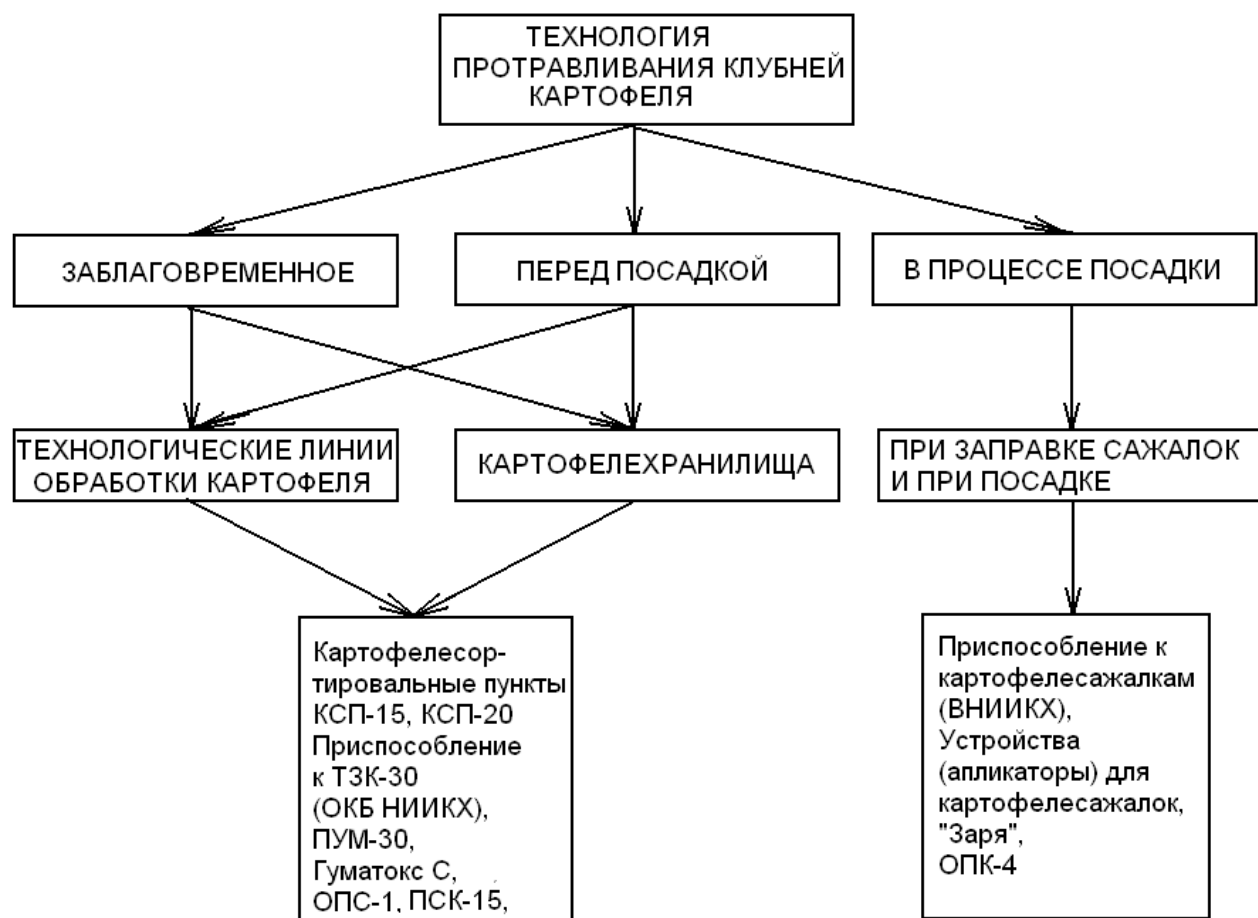 ТЕХНОЛОГИЯ
ПРОТРАВЛИВАНИЯ КЛУБНЕЙ
КАРТОФЕЛЯ
ЗАБЛАГОВРЕМЕННОЕ
ПЕРЕД ПОСАДКОЙ
В ПРОЦЕССЕ ПОСАДКИ
ТЕХНОЛОГИЧЕСКИЕ ЛИНИИ
ОБРАБОТКИ КАРТОФЕЛЯ
КАРТОФЕЛЕХРАНИЛИЩА
ПРИ ЗАПРАВКЕ САЖАЛОК
И ПРИ ПОСАДКЕ
Картофелесор-
тировальные пункты
КСП-15, КСП-20
Приспособление
к ТЗК-30
(ОКБ НИИКХ),
ПУМ-30,
Гуматокс С,
ОПС-1, ПСК-15,
Приспособление к
картофелесажалкам
(ВНИИКХ),
Устройства
(апликаторы) для
картофелесажалок,
"Заря",
ОПК-4